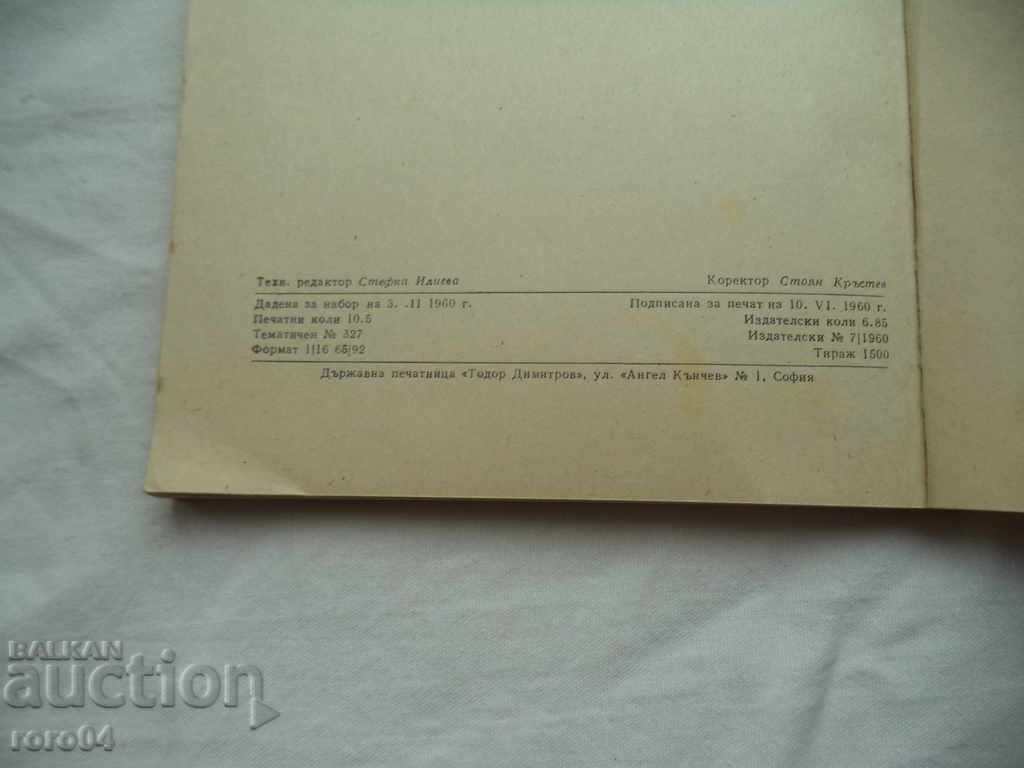 Техн. редактор Стефка Илиева Коректор Стоян Кръстев
Дадена за набор на 3. .II 1960 г. Подписана за печат на 10. VI. 1960 г.
Печатни коли 10.5 Издателски коли 6.85
Тематичен № 327 Издателски № 7|1960
Формат 1|16 65|92 Тираж 1500
Държавна печатница «Тодор Димитров», ул. «Ангел Кънчев» № 1, София
BALKAN
auction
roro04